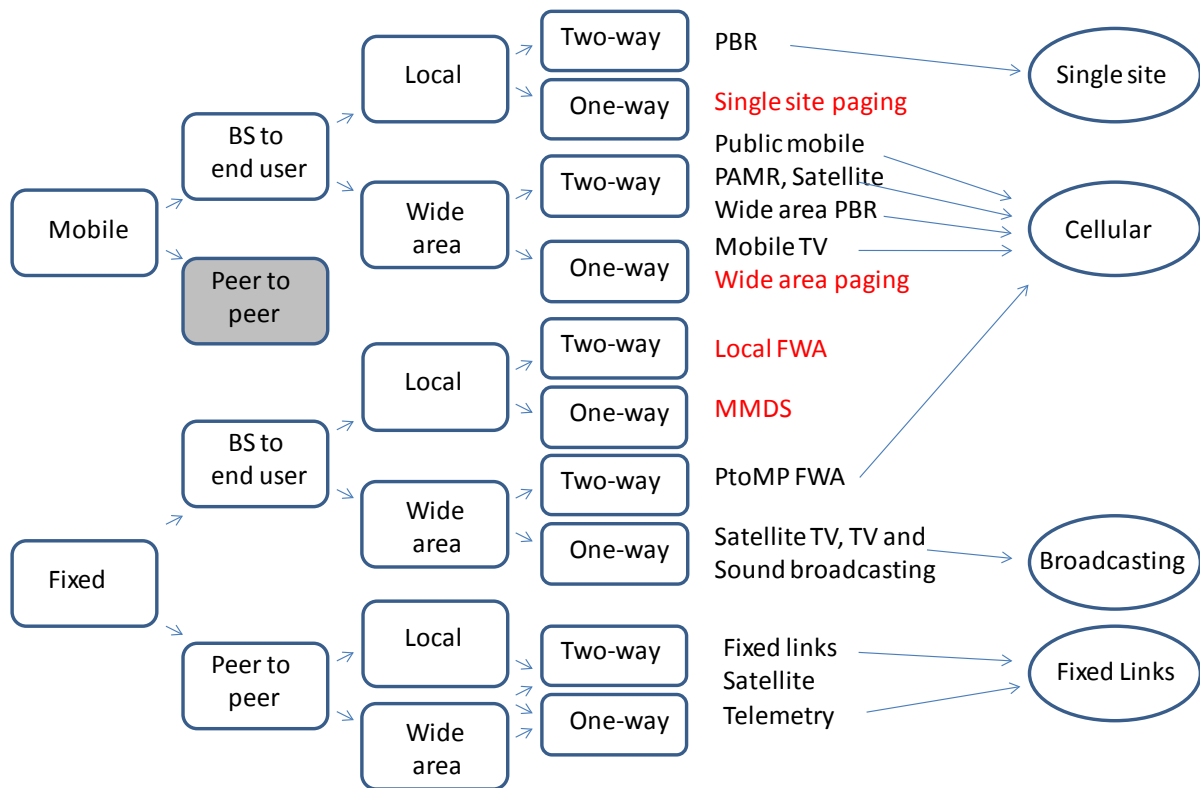 Two-way
PBR
Single site
Local
One-way
Single site paging
BS to
end user
Public mobile
Two-way
PAMR, Satellite
Wide
area
Wide area PBR
Cellular
Mobile
Mobile TV
One-way
Wide area paging
Peer to
peer
Two-way
Local FWA
Local
One-way
MMDS
BS to
end user
Two-way
PtoMP FWA
Wide
area
One-way
Satellite TV, TV and
Sound broadcasting
Broadcasting
Fixed
Local
Two-way
Fixed links
Satellite
Fixed Links
Peer to
peer
One-way
Telemetry
Wide
area